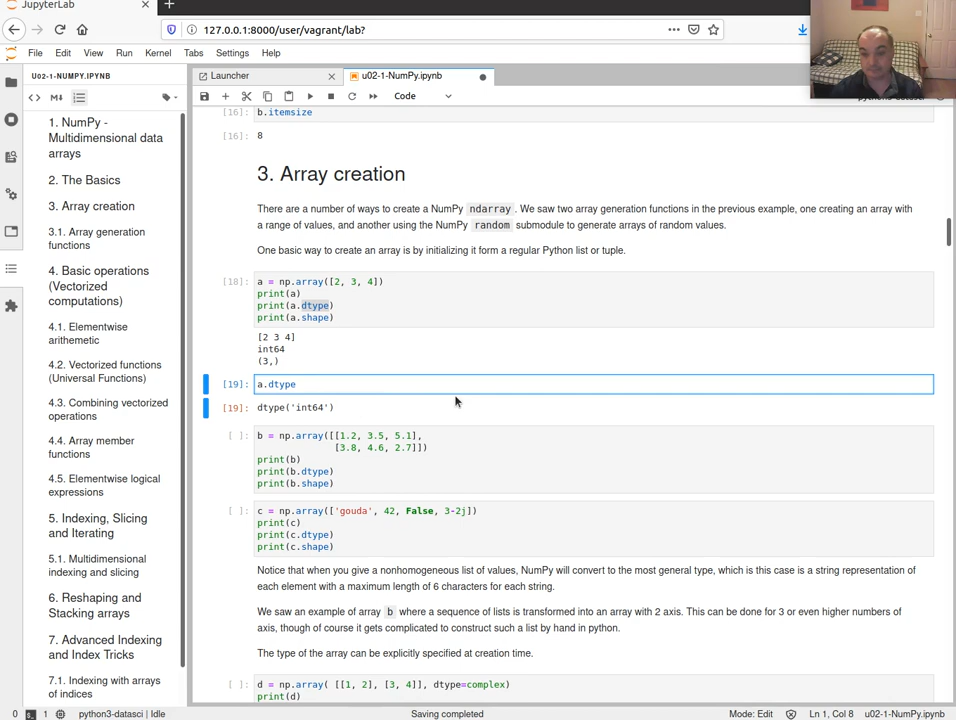 JupyterLab
127.0.0.1:8000/user/vagrant/lab?
File Edit View Run Kernel Tabs Settings Help
U02-1-NUMPY.IPYNB
1. NumPy -
Multidimensional data
arrays
2. The Basics
3. Array creation
3.1. Array generation
functions
4. Basic operations
(Vectorized
computations)
4.1. Elementwise
arithemetic
4.2. Vectorized functions
(Universal Functions)
4.3. Combining vectorized
operations
4.4. Array member
functions
4.5. Elementwise logical
expressions
5. Indexing, Slicing
and Iterating
5.1. Multidimensional
indexing and slicing
6. Reshaping and
Stacking arrays
7. Advanced Indexing
and Index Tricks
7.1. Indexing with arrays
of indices
Launcher
u02-1-NumPy.ipynb
Code
[16]: b.itemsize
[16]: 8
3. Array creation
There are a number of ways to create a NumPy ndarray . We saw two array generation functions in the previous example, one creating an array with
a range of values, and another using the NumPy random submodule to generate arrays of random values.
One basic way to create an array is by initializing it form a regular Python list or tuple.
[18]: a = np.array([2, 3, 4])
print(a)
print(a.dtype)
print(a.shape)
[2 3 4]
int64
(3,)
[19]: a.dtype
[19]: dtype('int64')
[ ]: b = np.array([[1.2, 3.5, 5.1],
[3.8, 4.6, 2.7]])
print(b)
print(b.dtype)
print(b.shape)
[ ]: c = np.array(['gouda', 42, False, 3-2j])
print(c)
print(c.dtype)
print(c.shape)
Notice that when you give a nonhomogeneous list of values, NumPy will convert to the most general type, which is this case is a string representation of
each element with a maximum length of 6 characters for each string.
We saw an example of array b where a sequence of lists is transformed into an array with 2 axis. This can be done for 3 or even higher numbers of
axis, though of course it gets complicated to construct such a list by hand in python.
The type of the array can be explicitly specified at creation time.
[ ]: d = np.array( [[1, 2], [3, 4]], dtype=complex)
print(d)
0 1 python3-datasci | Idle Saving completed Mode: Edit Ln 1, Col 8 u02-1-NumPy.ipynb